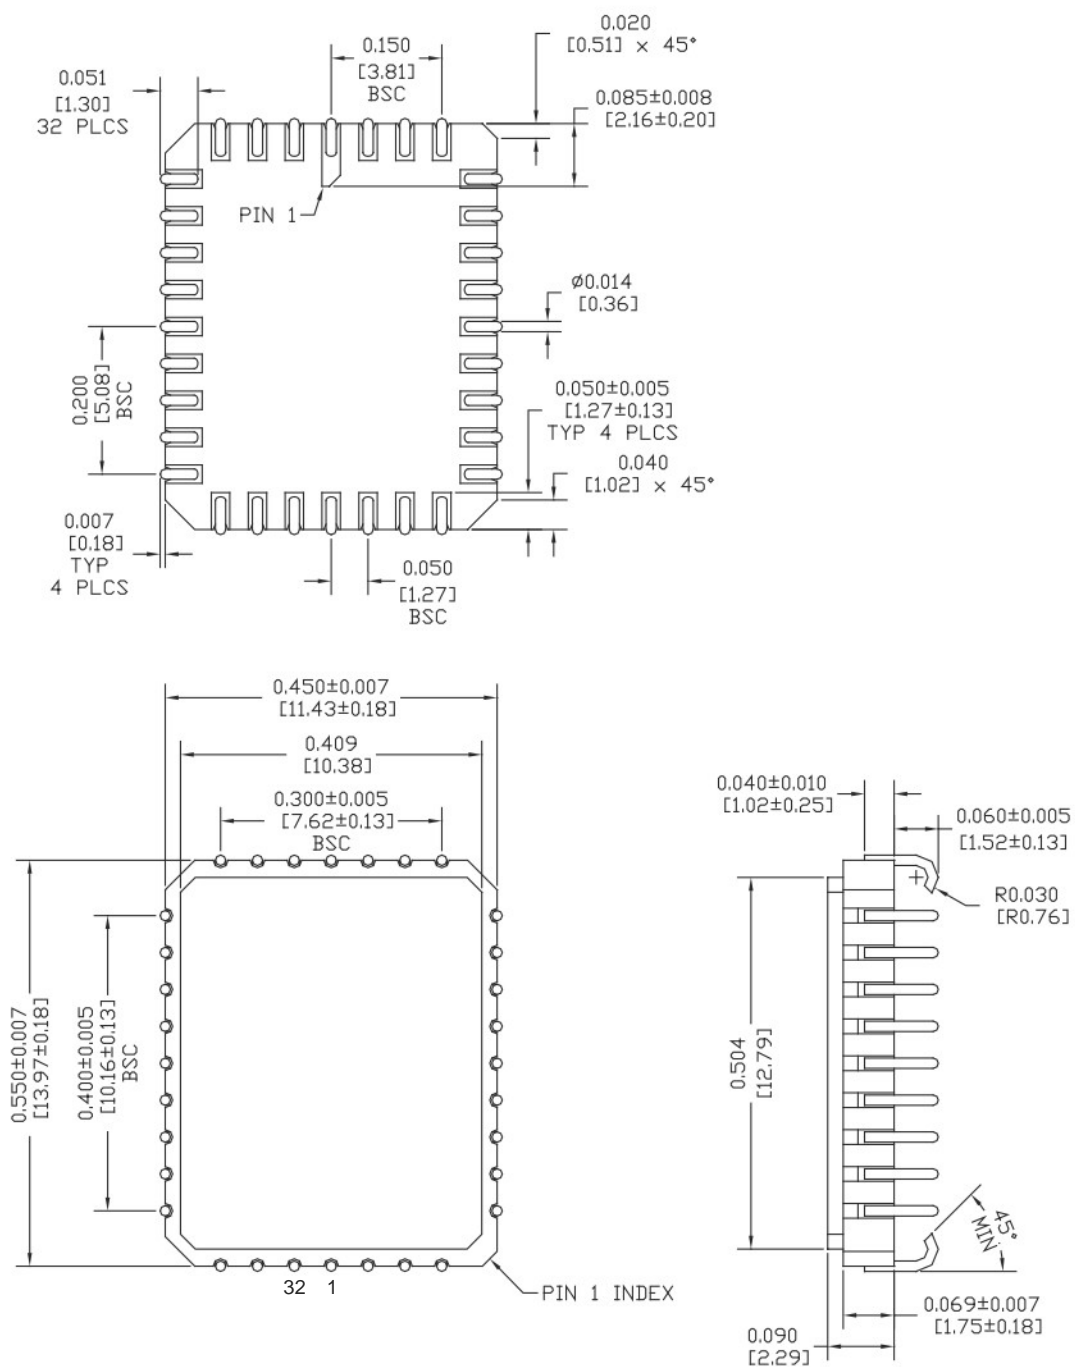 0.020
[0.51] × 45°
0.150
[3.81]
BSC
0.051
[1.30]
32 PLCS
0.085±0.008
[2.16±0.20]
PIN 1
ø0.014
[0.36]
0.200
[5.08]
BSC
0.050±0.005
[1.27±0.13]
TYP 4 PLCS
0.040
[1.02] × 45°
0.007
[0.18]
TYP
4 PLCS
0.050
[1.27]
BSC
0.450±0.007
[11.43±0.18]
0.409
[10.38]
0.300±0.005
[7.62±0.13]
BSC
0.550±0.007
[13.97±0.18]
0.400±0.005
[10.16±0.13]
BSC
32 1
PIN 1 INDEX
0.040±0.010
[1.02±0.25]
0.060±0.005
[1.52±0.13]
R0.030
[R0.76]
0.504
[12.79]
45°
MIN
0.069±0.007
[1.75±0.18]
0.090
[2.29]